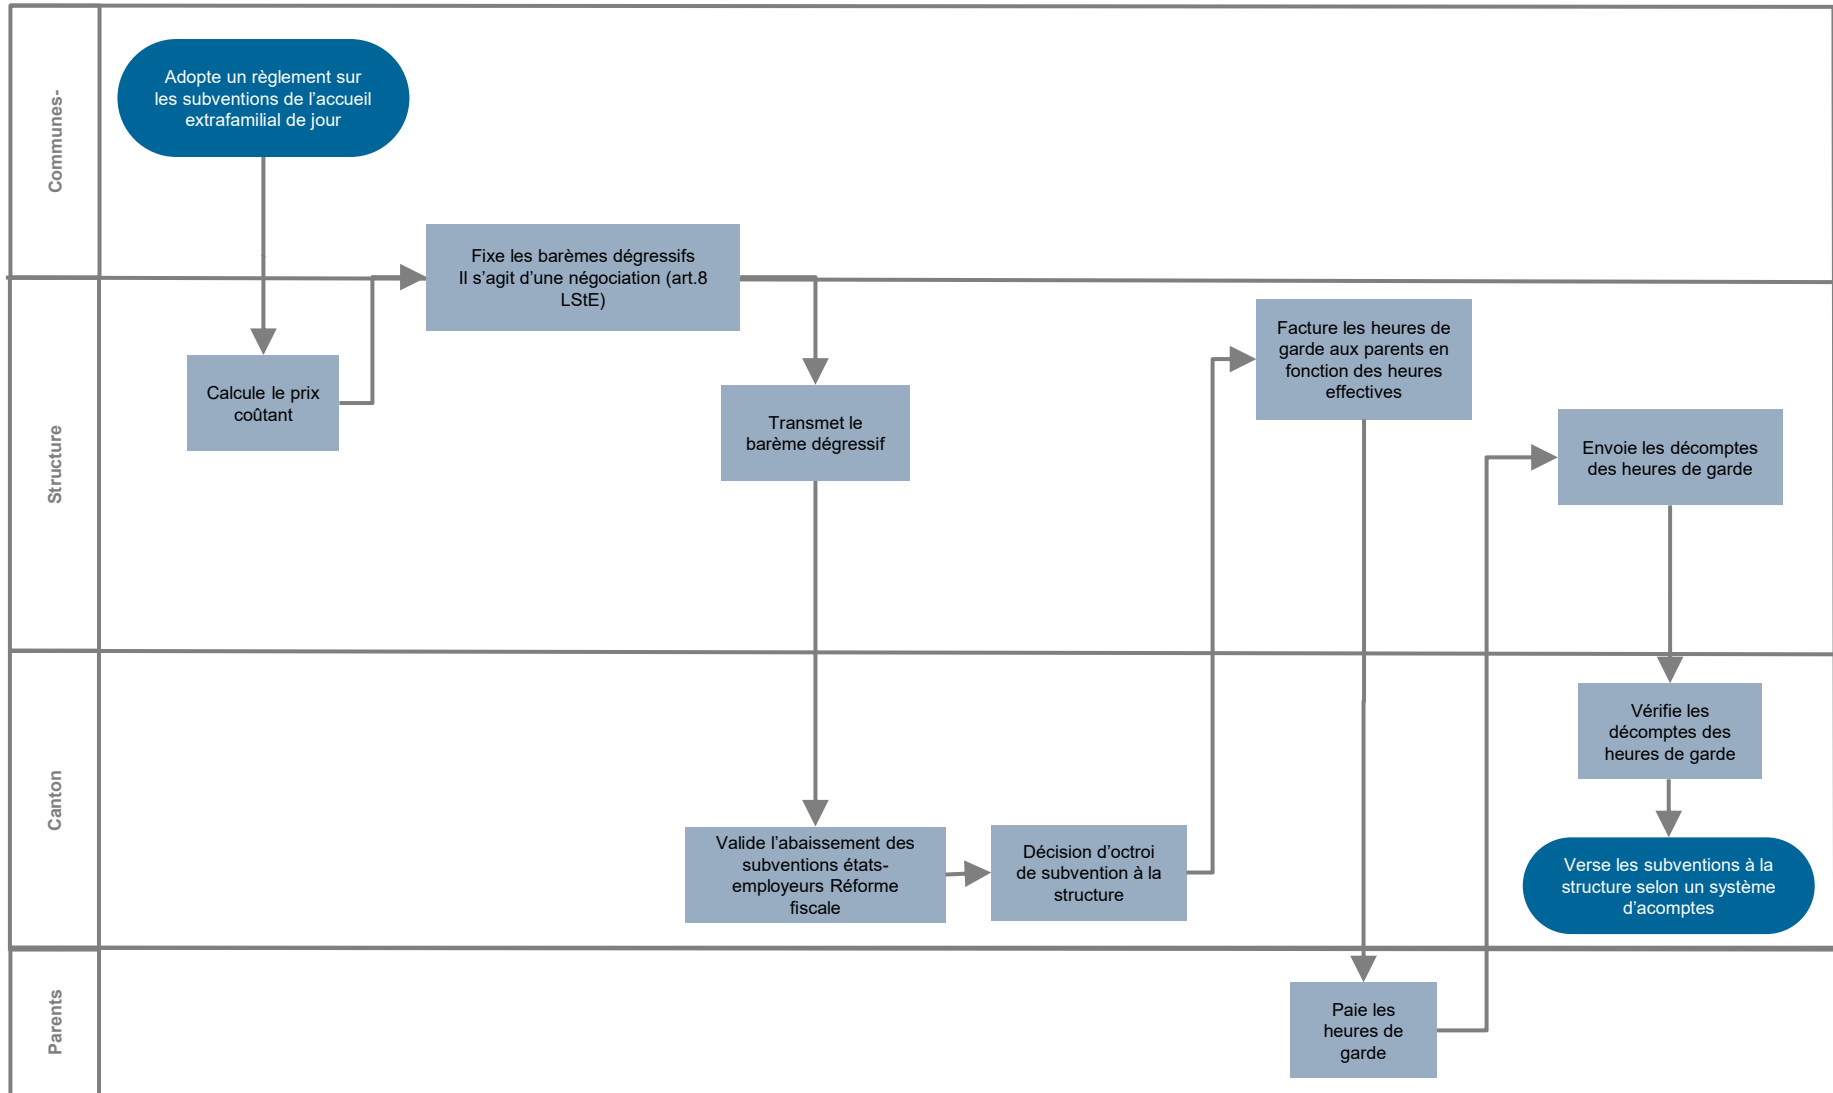 Communes-
Adopte un règlement sur
les subventions de l'accueil
extrafamilial de jour
Fixe les barèmes dégressifs
Il s'agit d'une négociation (art.8
LStE)
Structure
Calcule le prix
coûtant
Transmet le
barème dégressif
Facture les heures de
garde aux parents en
fonction des heures
effectives
Envoie les décomptes
des heures de garde
Canton
Valide l'abaissement des
subventions états-
employeurs Réforme
fiscale
Décision d'octroi
de subvention à la
structure
Vérifie les
décomptes des
heures de garde
Verse les subventions à la
structure selon un système
d'acomptes
Parents
Paie les
heures de
garde